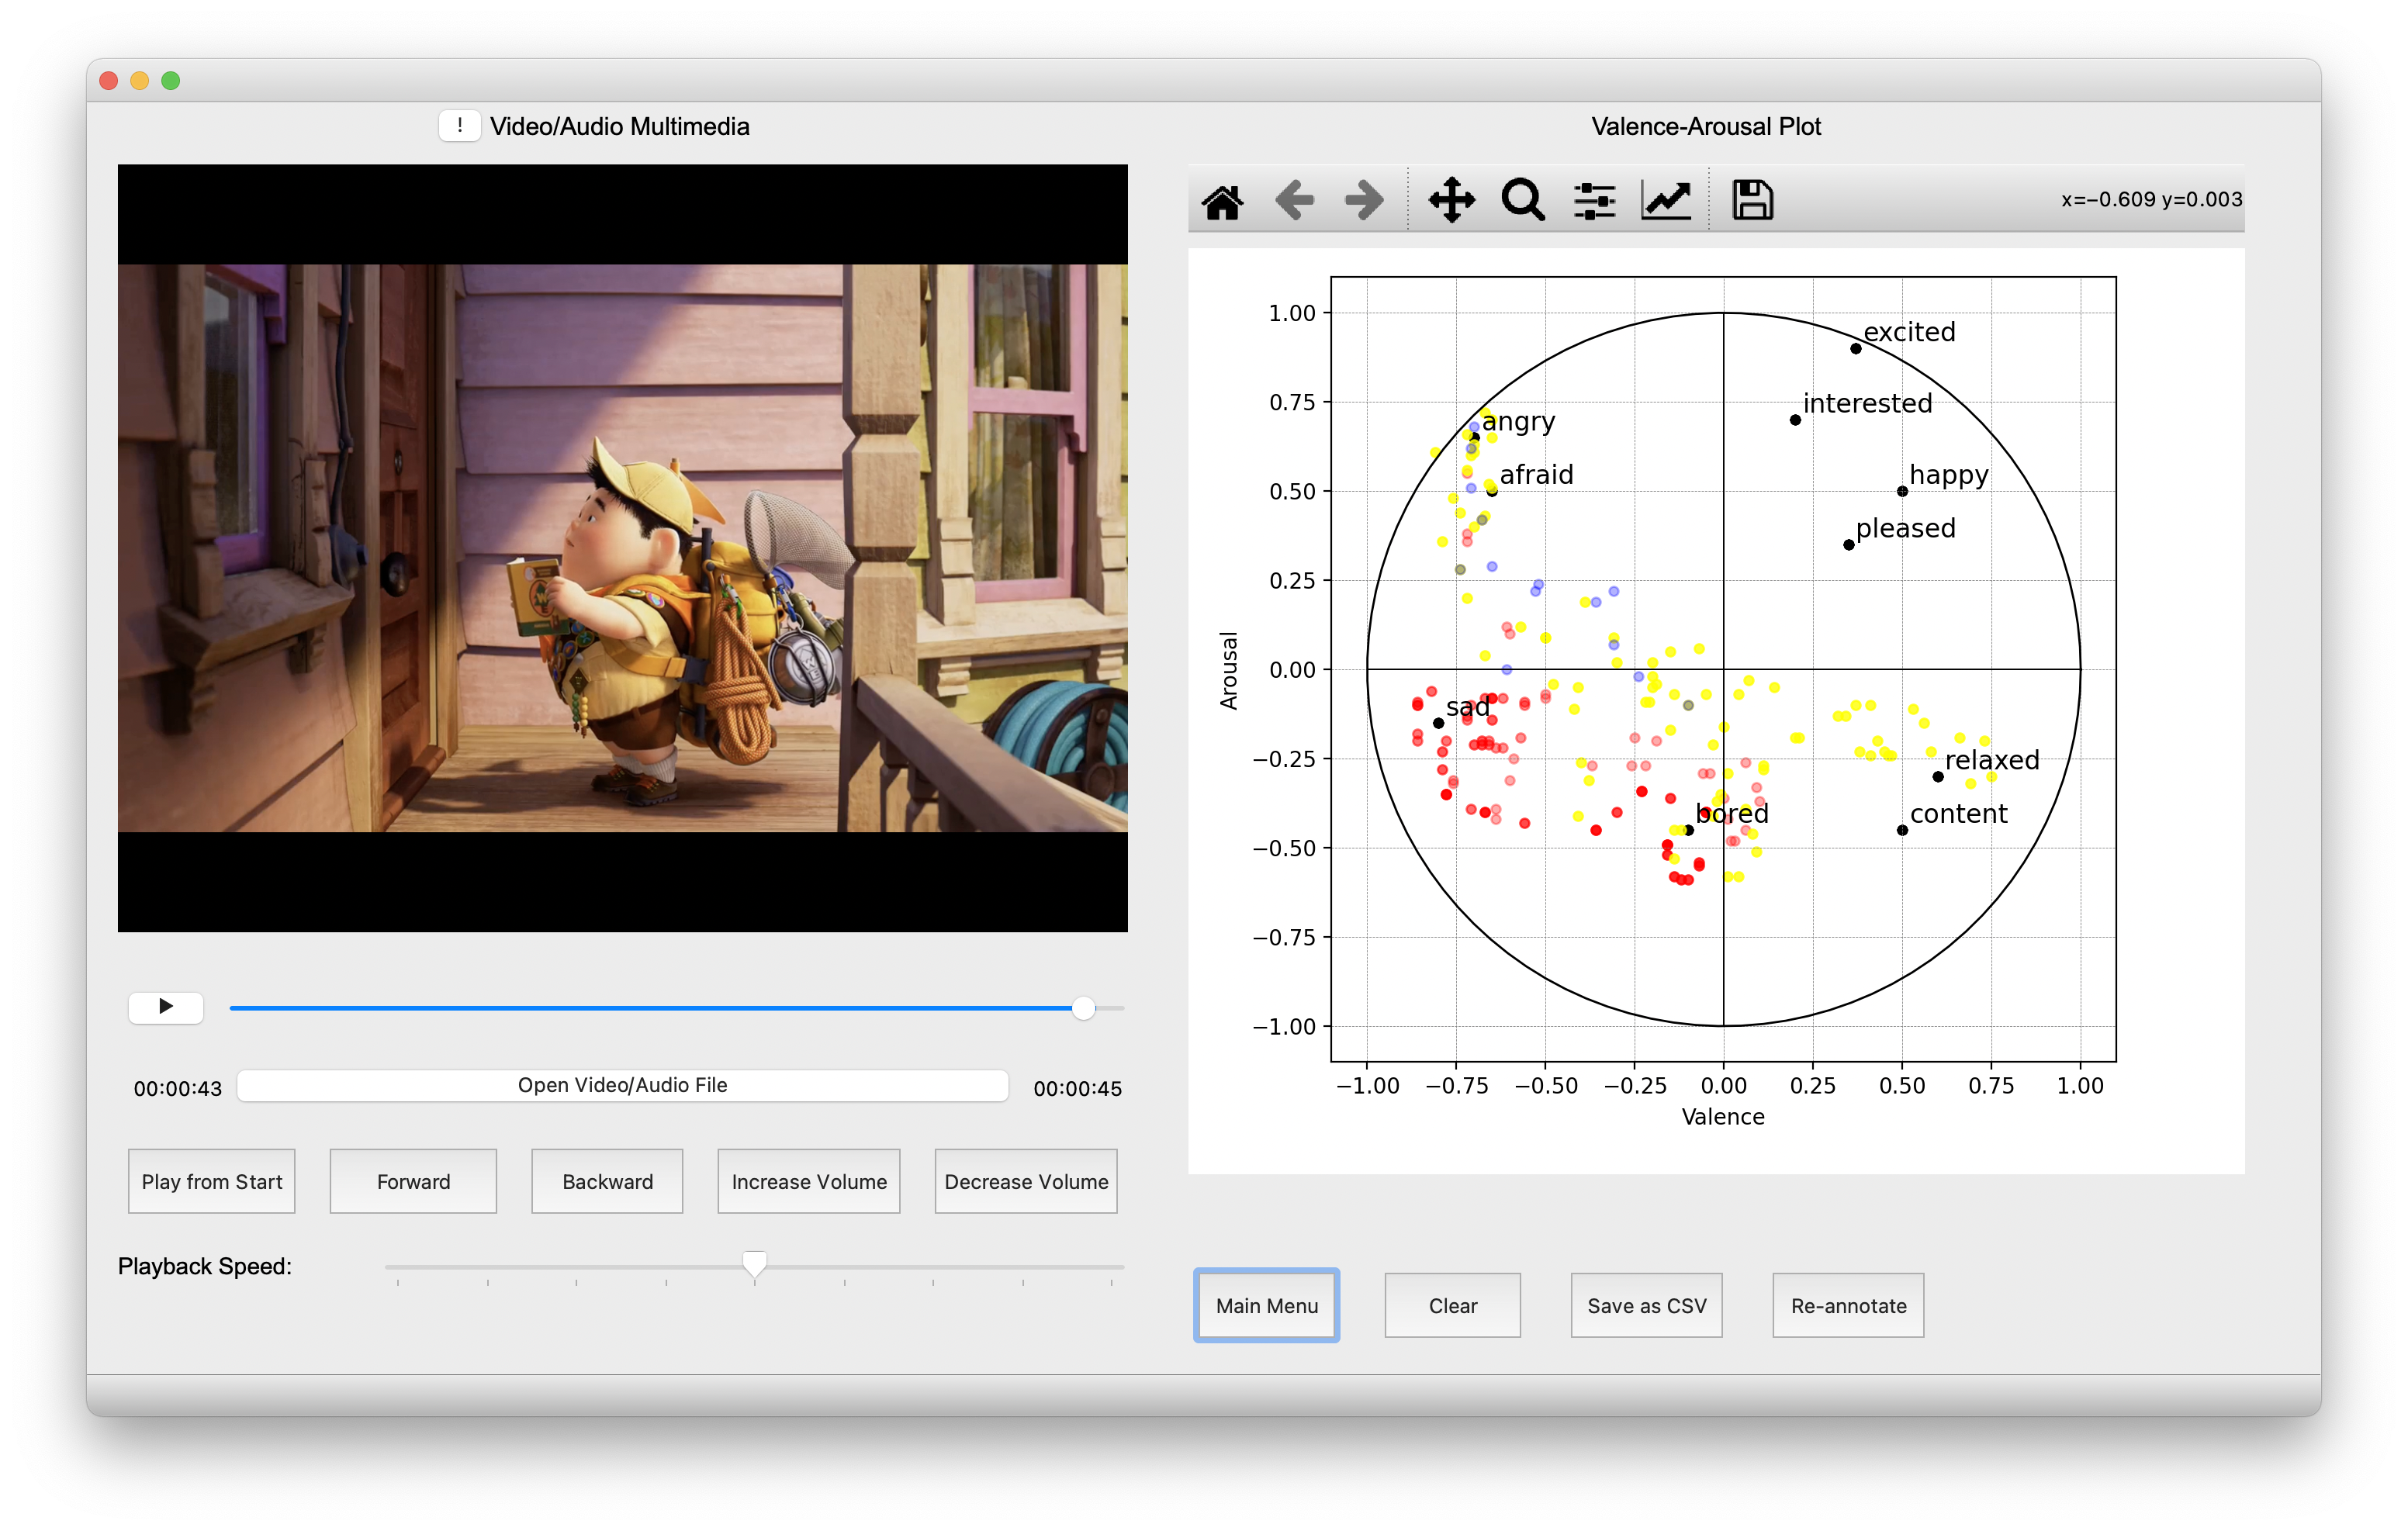 ! Video/Audio Multimedia
Valence-Arousal Plot
x=−0.609 y=0.003
1.00
0.75
0.50
0.25
0.00
−0.25
−0.50
−0.75
−1.00
Arousal
excited
interested
angry
afraid
happy
pleased
sad
relaxed
bored
content
−1.00 −0.75 −0.50 −0.25 0.00 0.25 0.50 0.75 1.00
Valence
00:00:43 Open Video/Audio File 00:00:45
Play from Start Forward Backward Increase Volume Decrease Volume
Playback Speed:
Main Menu Clear Save as CSV Re-annotate